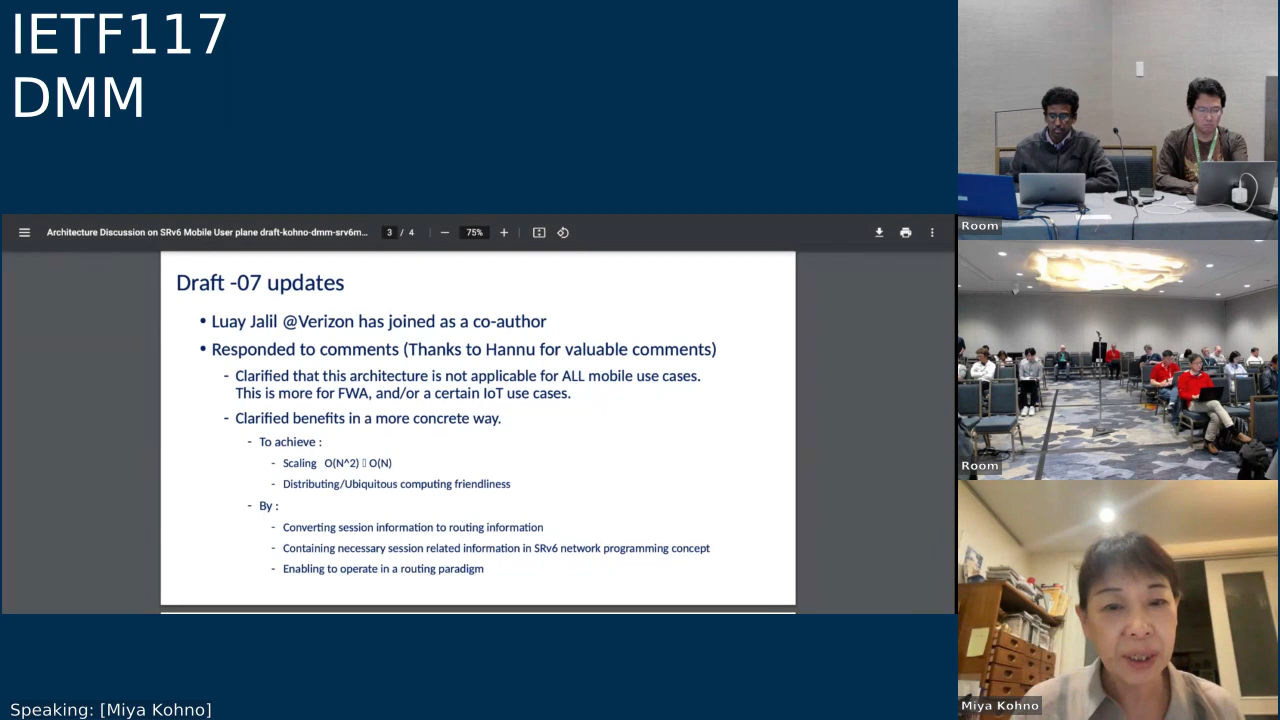 IETF117
DMM
Architecture Discussion on SRv6 Mobile User plane draft-kohno-dmm-srv6m...
3 / 4
75%
Draft -07 updates
• Luay Jalil @Verizon has joined as a co-author
• Responded to comments (Thanks to Hannu for valuable comments)
- Clarified that this architecture is not applicable for ALL mobile use cases.
This is more for FWA, and/or a certain IoT use cases.
- Clarified benefits in a more concrete way.
- To achieve :
- Scaling O(N^2) ▯ O(N)
- Distributing/Ubiquitous computing friendliness
- By :
- Converting session information to routing information
- Containing necessary session related information in SRv6 network programming concept
- Enabling to operate in a routing paradigm
Room
Room
Miya Kohno
Speaking: [Miya Kohno]